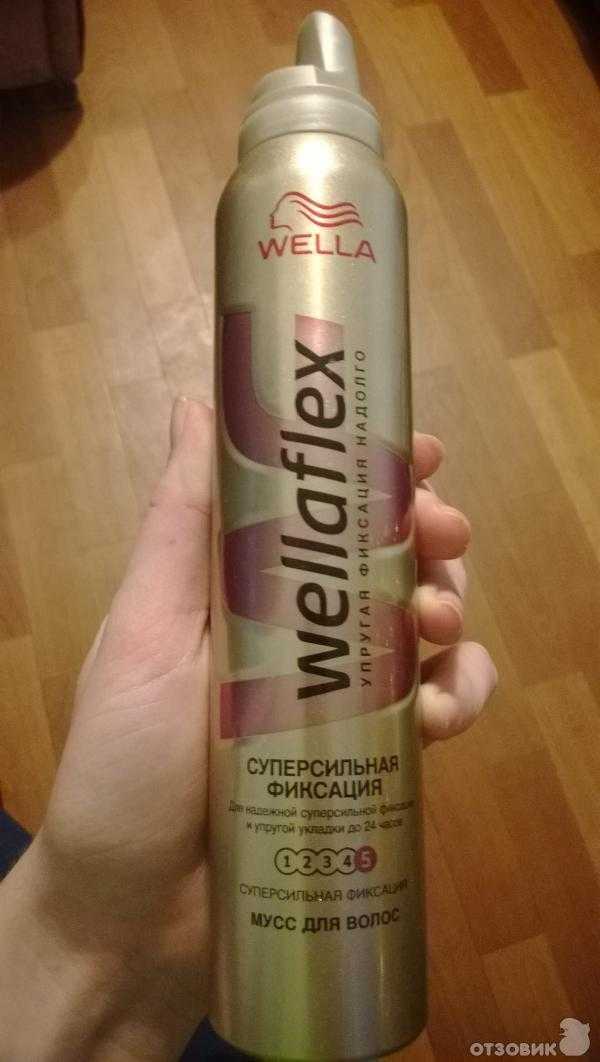 WELLA
wellaflex
УПРУГАЯ ФИКСАЦИЯ НАДОЛГО
СУПЕРСИЛЬНАЯ
ФИКСАЦИЯ
Для надежной суперсильной фиксации
и упругой укладки до 24 часов
1 2 3 4 5
СУПЕРСИЛЬНАЯ ФИКСАЦИЯ
МУСС ДЛЯ ВОЛОС
ОТЗОВИК